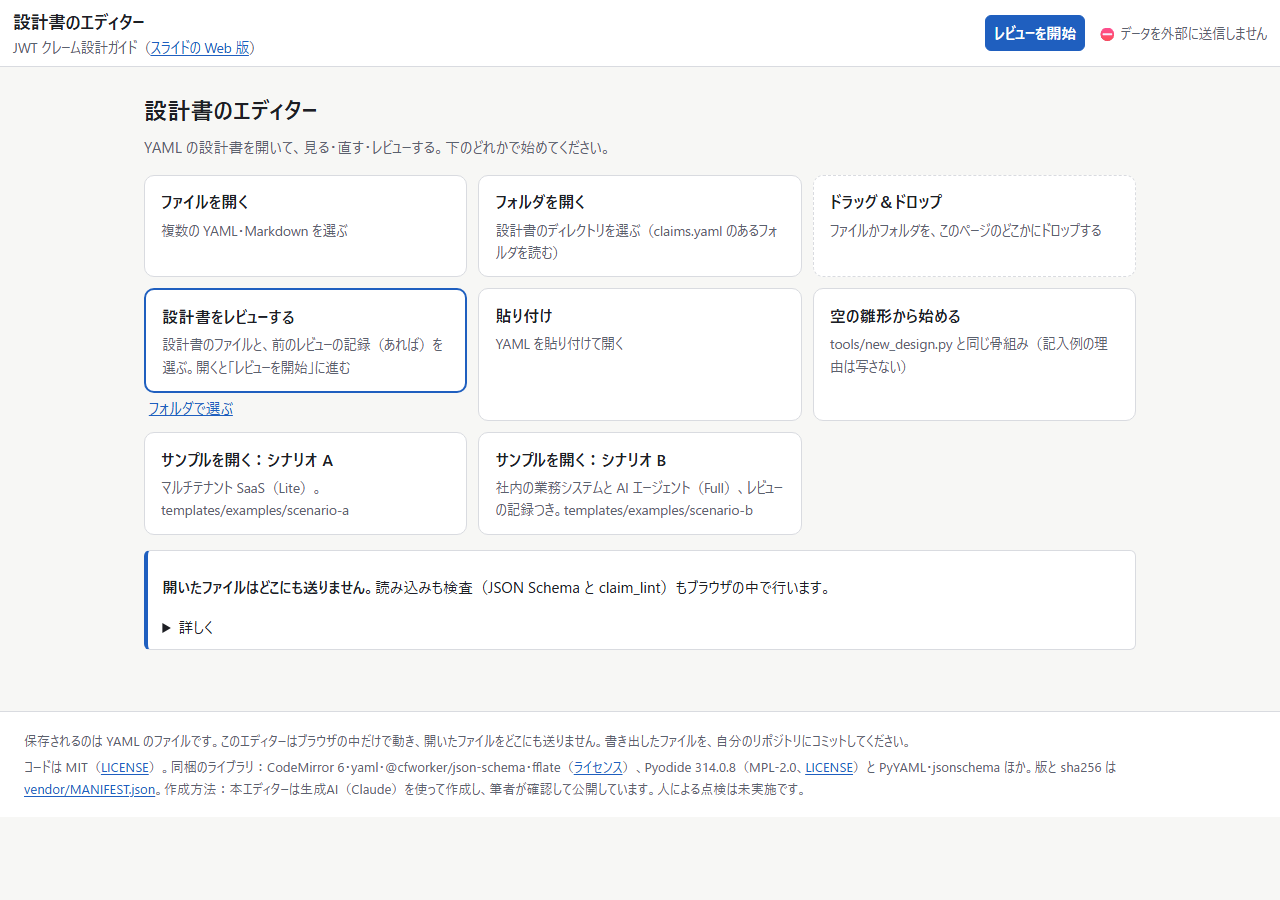 設計書のエディター
JWT クレーム設計ガイド（スライドの Web 版）
レビューを開始
データを外部に送信しません
設計書のエディター
YAML の設計書を開いて、見る・直す・レビューする。下のどれかで始めてください。
ファイルを開く
複数の YAML・Markdown を選ぶ
フォルダを開く
設計書のディレクトリを選ぶ（claims.yaml のあるフォ
ルダを読む）
ドラッグ＆ドロップ
ファイルかフォルダを、このページのどこかにドロップする
設計書をレビューする
設計書のファイルと、前のレビューの記録（あれば）を
選ぶ。開くと「レビューを開始」に進む
フォルダで選ぶ
貼り付け
YAML を貼り付けて開く
空の雛形から始める
tools/new_design.py と同じ骨組み（記入例の理
由は写さない）
サンプルを開く：シナリオ A
マルチテナント SaaS（Lite）。
templates/examples/scenario-a
サンプルを開く：シナリオ B
社内の業務システムと AI エージェント（Full）、レビュー
の記録つき。templates/examples/scenario-b
開いたファイルはどこにも送りません。読み込みも検査（JSON Schema と claim_lint）もブラウザの中で行います。
▶ 詳しく
保存されるのは YAML のファイルです。このエディターはブラウザの中だけで動き、開いたファイルをどこにも送りません。書き出したファイルを、自分のリポジトリにコミットしてください。
コードは MIT（LICENSE）。同梱のライブラリ：CodeMirror 6・yaml・@cfworker/json-schema・fflate（ライセンス）、Pyodide 314.0.8（MPL-2.0、LICENSE）と PyYAML・jsonschema ほか。版と sha256 は
vendor/MANIFEST.json。作成方法：本エディターは生成AI（Claude）を使って作成し、筆者が確認して公開しています。人による点検は未実施です。